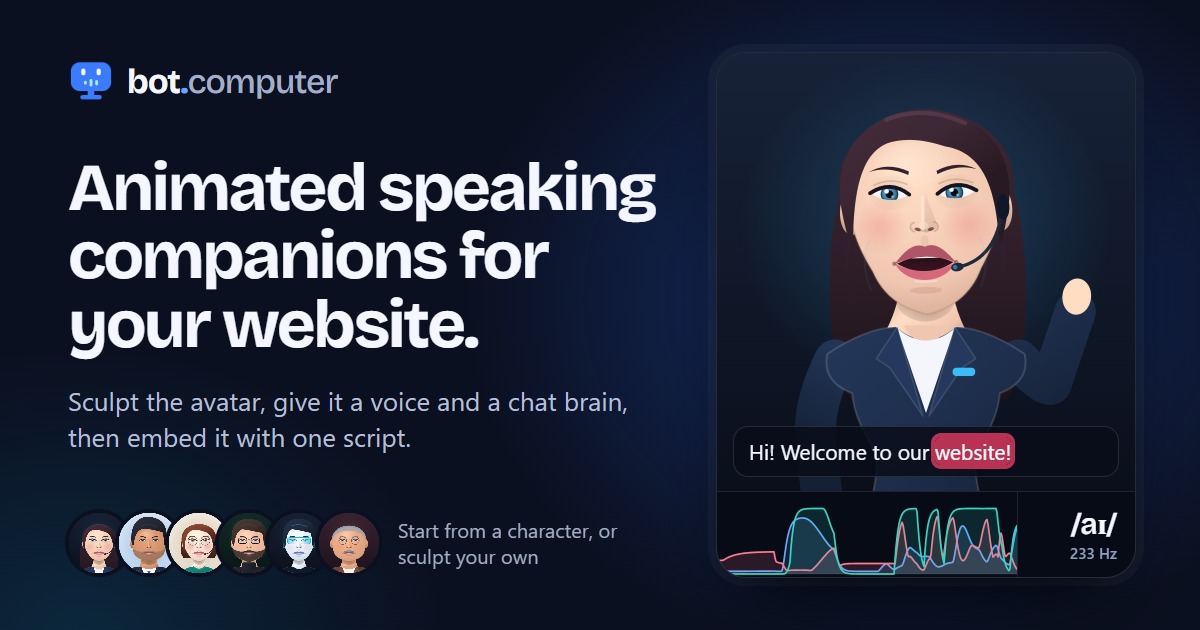 bot.computer
Animated speaking
companions for
your website.
Sculpt the avatar, give it a voice and a chat brain,
then embed it with one script.
Start from a character, or
sculpt your own
Hi! Welcome to our website!
/aɪ/
233 Hz